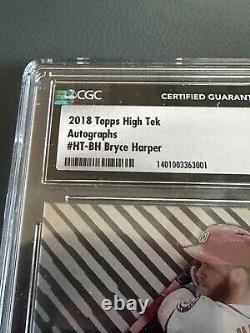 CGC
CERTIFIED GUARANT
2018 Topps High Tek
Autographs
#HT-BH Bryce Harper
1401003363001